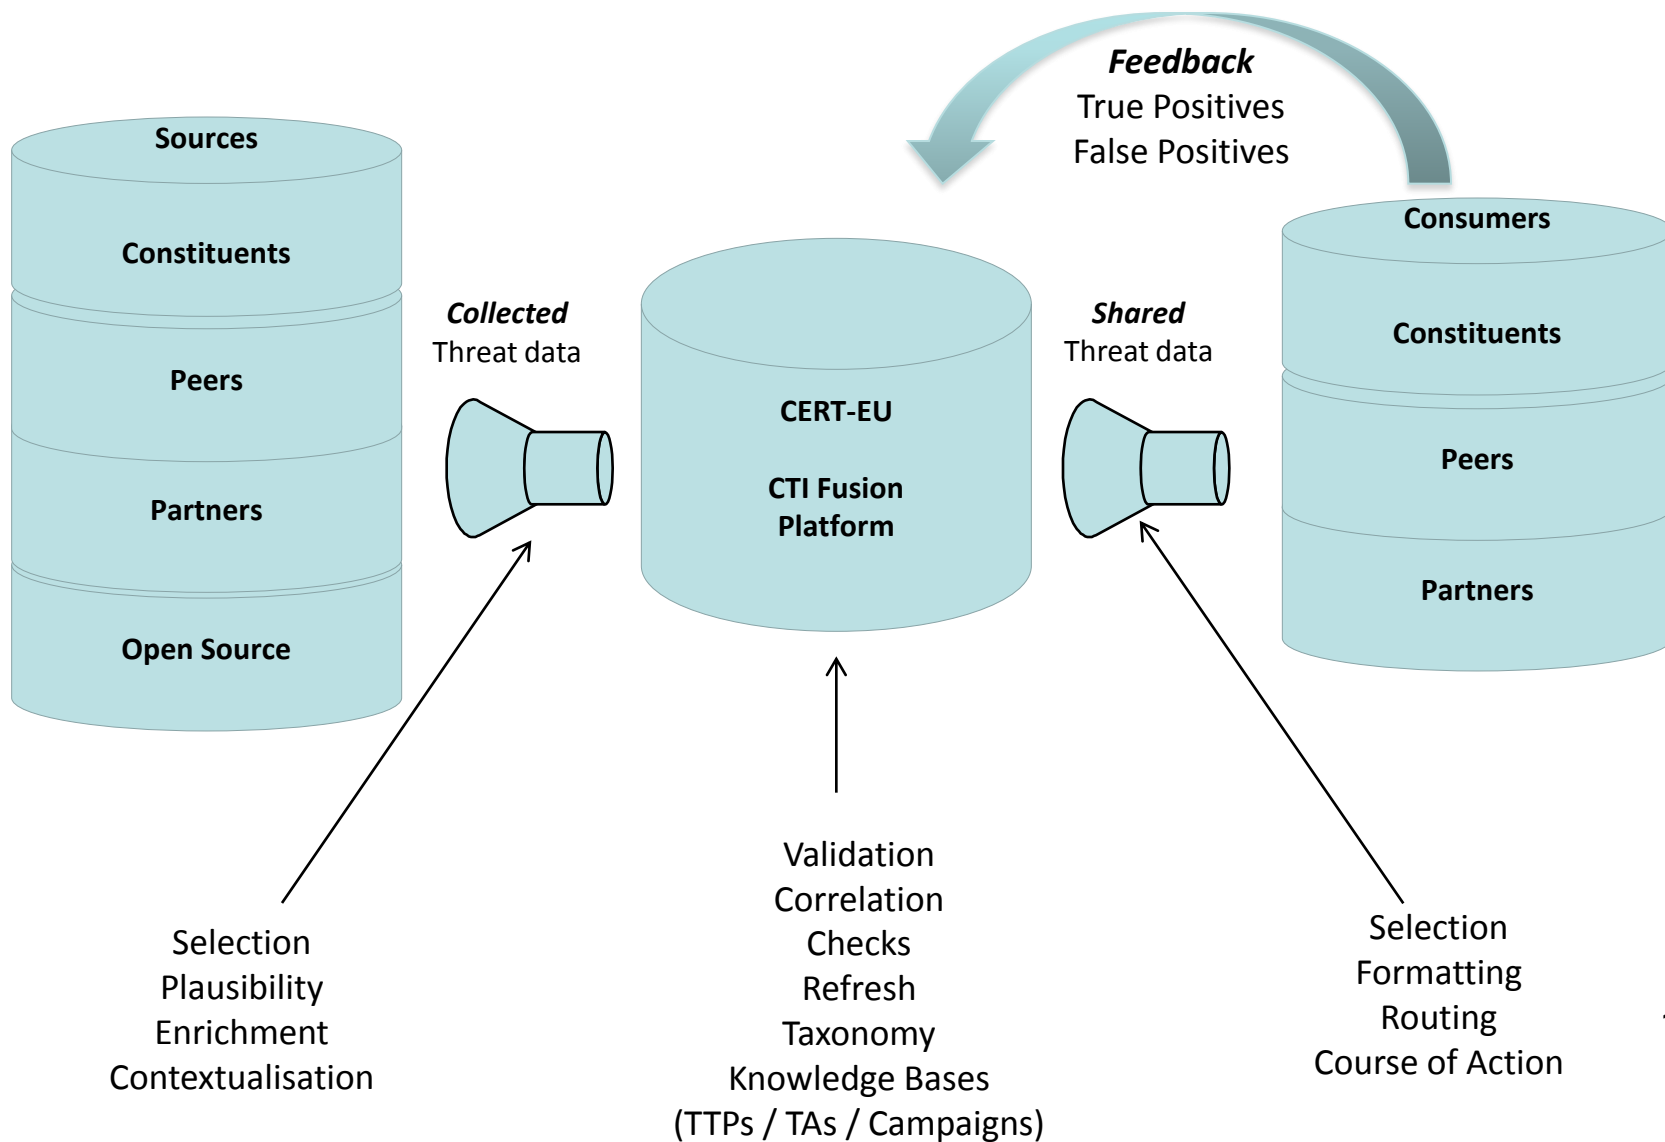 Feedback
True Positives
False Positives
Sources
Constituents
Peers
Partners
Open Source
Collected
Threat data
CERT-EU
CTI Fusion
Platform
Shared
Threat data
Consumers
Constituents
Peers
Partners
Selection
Plausibility
Enrichment
Contextualisation
Validation
Correlation
Checks
Refresh
Taxonomy
Knowledge Bases
(TTPs / TAs / Campaigns)
Selection
Formatting
Routing
Course of Action